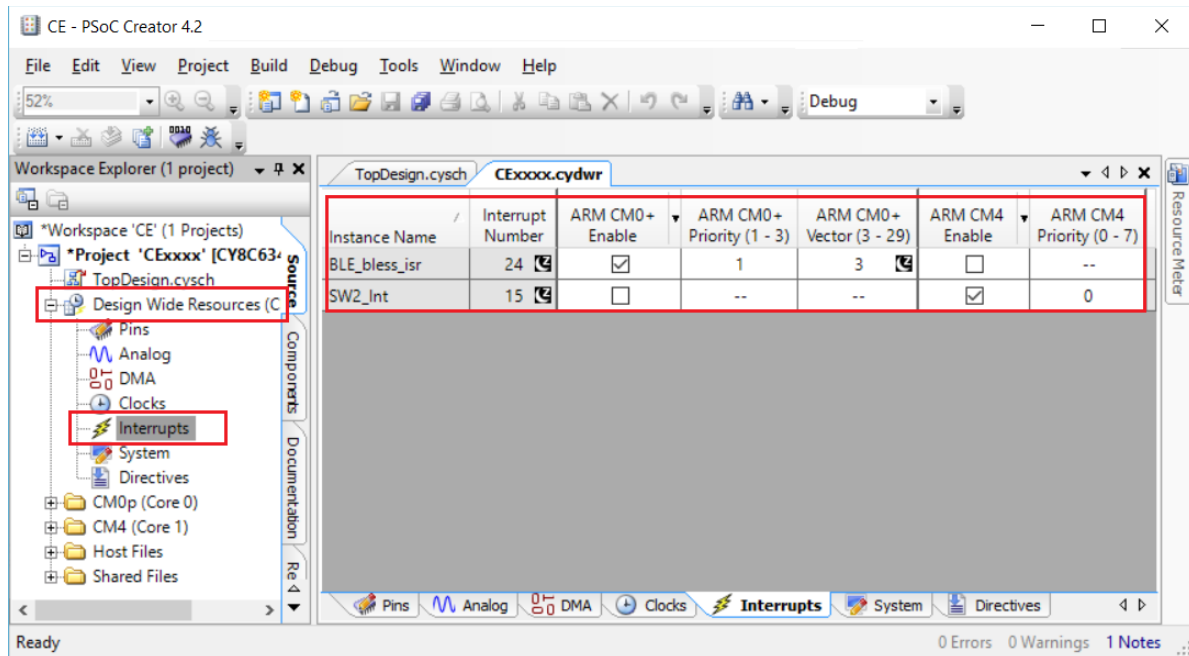 CE - PSoC Creator 4.2
File Edit View Project Build Debug Tools Window Help
52%
Debug
Workspace Explorer (1 project)
*Workspace 'CE' (1 Projects)
*Project 'CExxxx' [CY8C634
TopDesign.cysch
Design Wide Resources (C
Pins
Analog
DMA
Clocks
Interrupts
System
Directives
CM0p (Core 0)
CM4 (Core 1)
Host Files
Shared Files
Source
Components
Documentation
Re
TopDesign.cysch CExxxx.cydwr
Instance Name Interrupt Number ARM CM0+ Enable ARM CM0+ Priority (1 - 3) ARM CM0+ Vector (3 - 29) ARM CM4 Enable ARM CM4 Priority (0 - 7)
BLE_bless_isr 24 1 3 --
SW2_Int 15 -- -- 0
Resource Meter
Pins Analog DMA Clocks Interrupts System Directives
Ready 0 Errors 0 Warnings 1 Notes